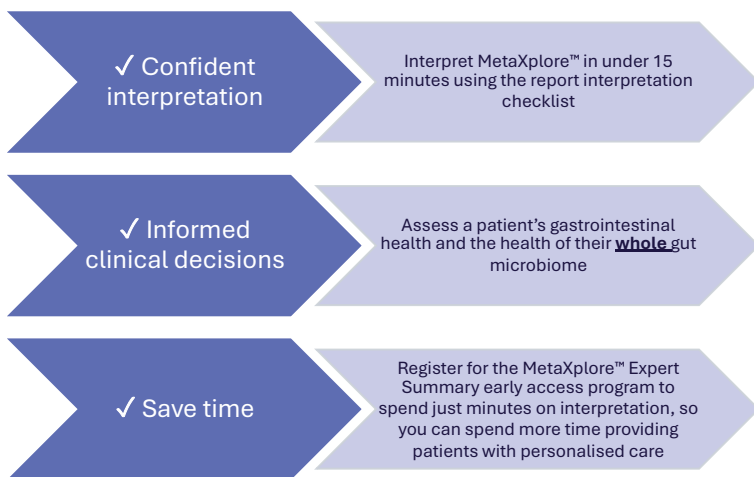 ✓ Confident
interpretation
Interpret MetaXplore™ in under 15
minutes using the report interpretation
checklist
✓ Informed
clinical decisions
Assess a patient’s gastrointestinal
health and the health of their whole gut
microbiome
✓ Save time
Register for the MetaXplore™ Expert
Summary early access program to
spend just minutes on interpretation, so
you can spend more time providing
patients with personalised care